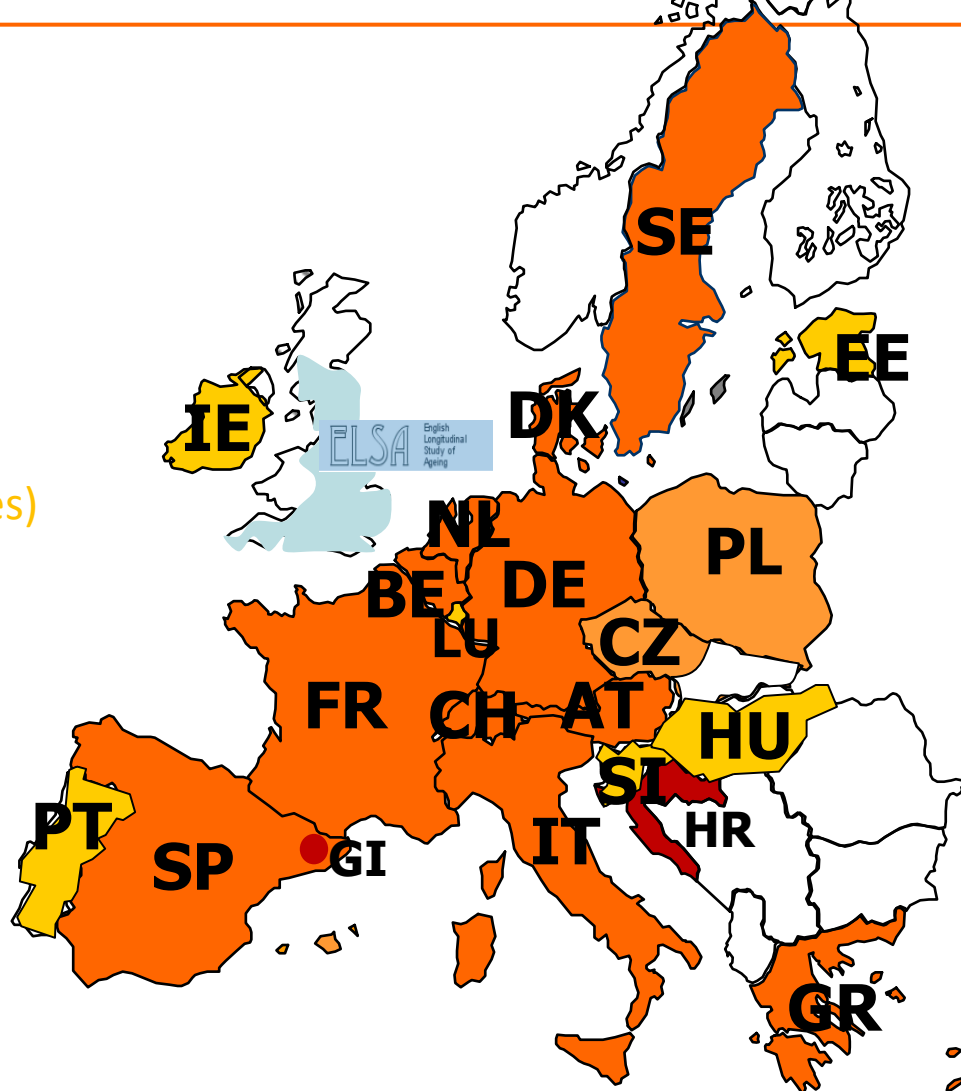 SE
EE
DK
IE
ELSA
English
Longitudinal
Study of
Ageing
es)
NL
PL
BE
DE
LU
CZ
FR
CH
AT
HU
SI
PT
HR
IT
SP
GI
GR